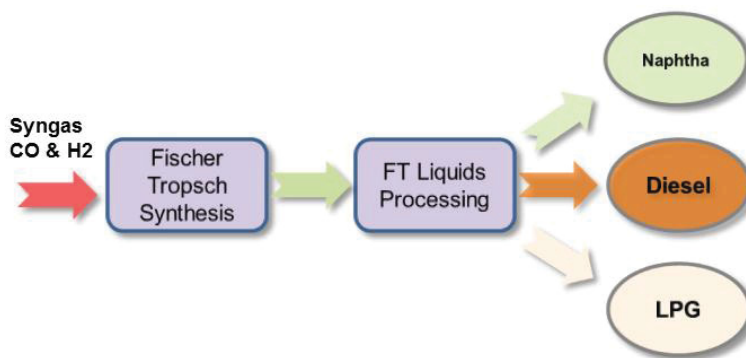 Syngas
CO & H2
Fischer
Tropsch
Synthesis
FT Liquids
Processing
Naphtha
Diesel
LPG